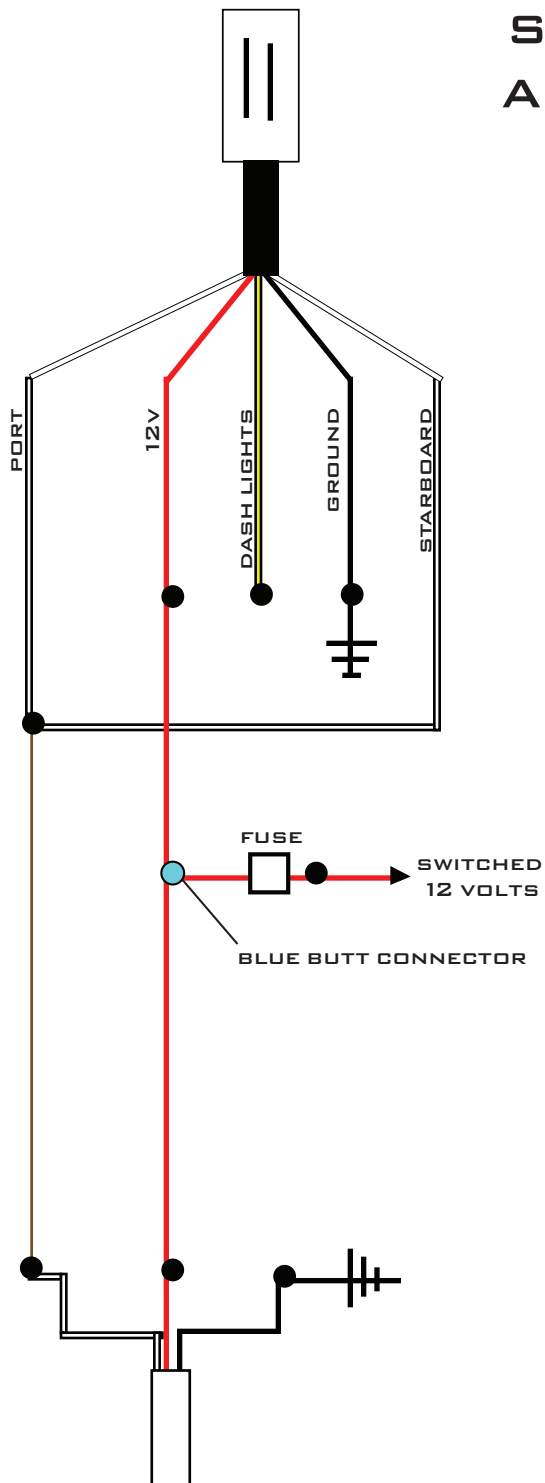 S
A
PORT
12V
DASH LIGHTS
GROUND
STARBOARD
FUSE
SWITCHED
12 VOLTS
BLUE BUTT CONNECTOR